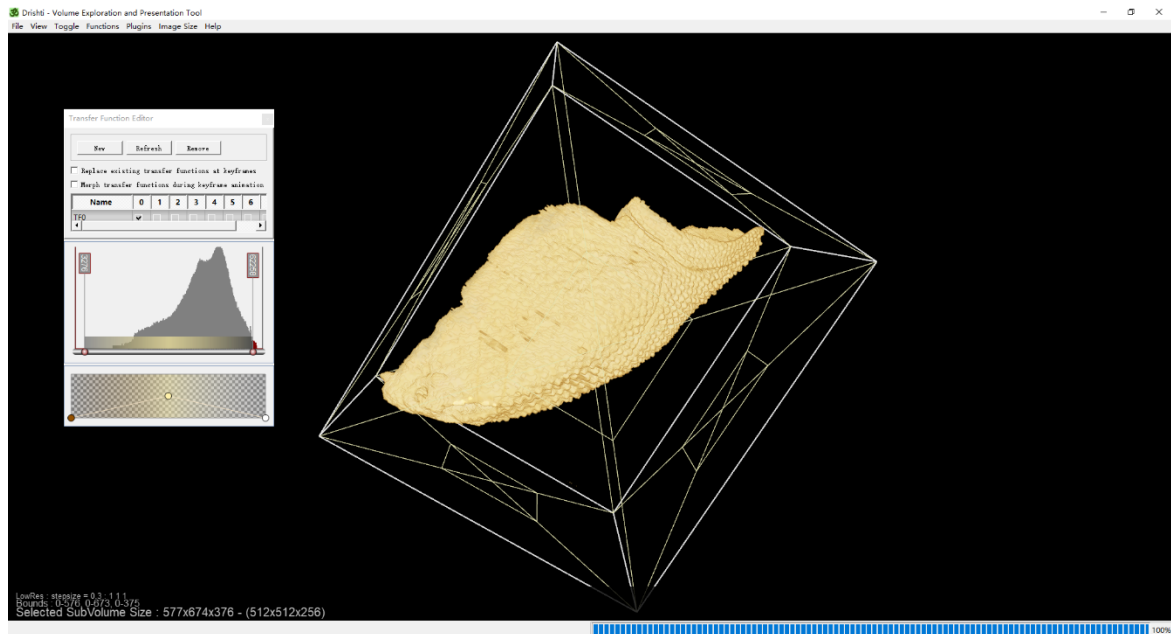 Drishti - Volume Exploration and Presentation Tool
File View Toggle Functions Plugins Image Size Help
Transfer Function Editor
New Refresh Remove
Replace existing transfer functions at keyframes
Morph transfer functions during keyframe animation
Name 0 1 2 3 4 5 6
TF0
LowRes : stepsize = 0.3 : 1 1 1
Bounds : 0-576, 0-673, 0-375
Selected SubVolume Size : 577x674x376 - (512x512x256)
100%